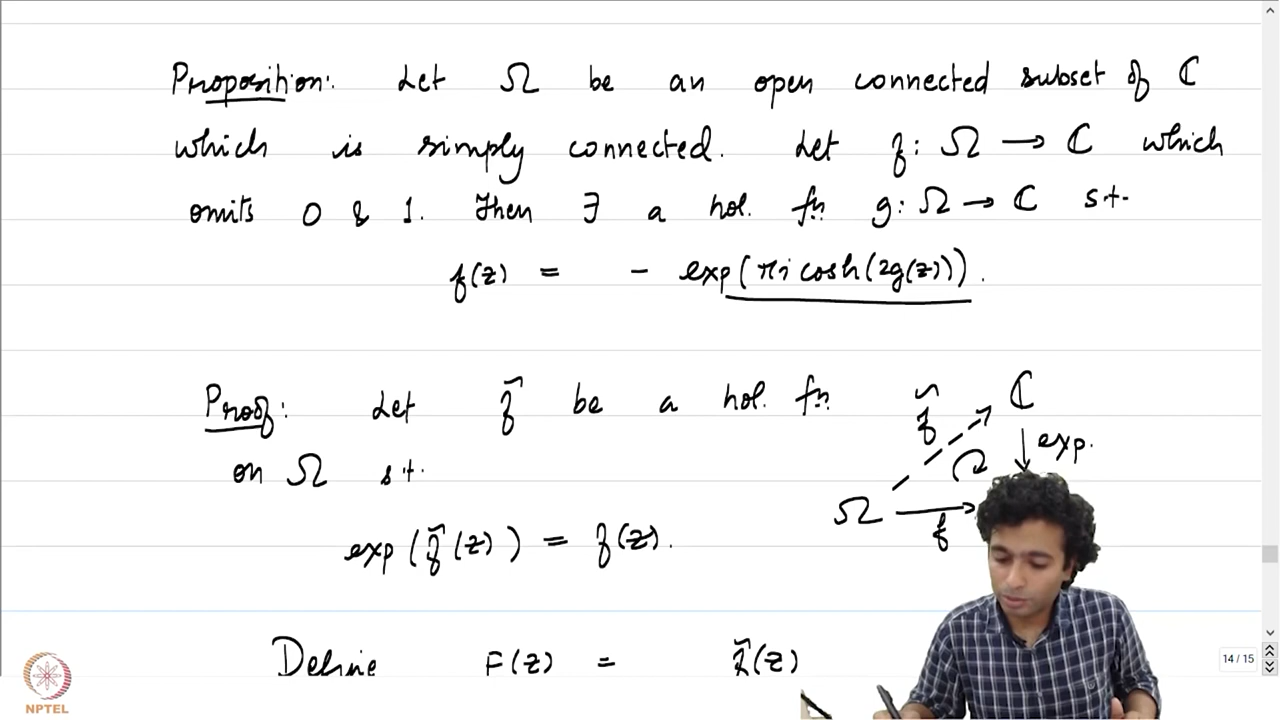 Proposition: Let Ω be an open connected subset of ℂ
which is simply connected. Let f: Ω → ℂ which
omits 0 & 1. Then ∃ a hol. fn. g: Ω → ℂ s.t.
f(z) = - exp(πi cosh(2g(z))).
Proof: Let f̃ be a hol. fn.
on Ω s.t.
exp(f̃(z)) = f(z).
f̃ ℂ
exp.
Ω → f
Define F(z) = f̃(z)
14 / 15
NPTEL